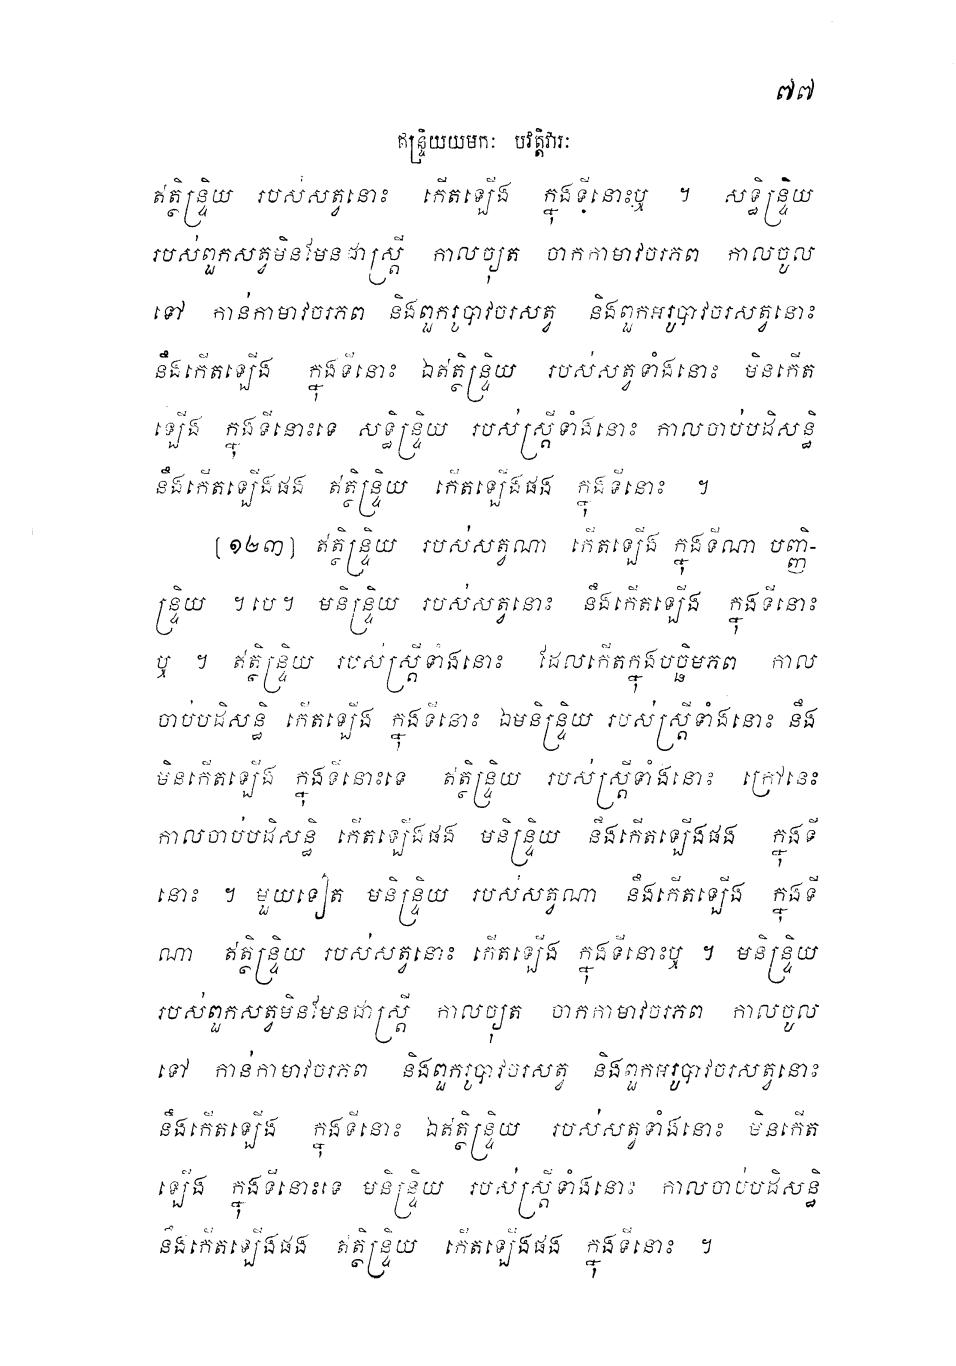 ៧៧
ឥន្ទ្រិយយមកៈ បវត្តិវារៈ
ឥត្ថិន្ទ្រិយ របស់សត្វនោះ កើតឡើង ក្នុងទីនោះឬ ។ សទ្ធិន្ទ្រិយ
របស់ពួកសត្វមិនមែនជាស្ត្រី កាលច្យុត ចាកកាមាវចរភព កាលចូល
ទៅ កាន់កាមាវចរភព និងពួករូបាវចរសត្វ និងពួកអរូបាវចរសត្វនោះ
នឹងកើតឡើង ក្នុងទីនោះ ឯឥត្ថិន្ទ្រិយ របស់សត្វទាំងនោះ មិនកើត
ឡើង ក្នុងទីនោះទេ សទ្ធិន្ទ្រិយ របស់ស្ត្រីទាំងនោះ កាលចាប់បដិសន្ធិ
នឹងកើតឡើងផង ឥត្ថិន្ទ្រិយ កើតឡើងផង ក្នុងទីនោះ ។
[១២៣] ឥត្ថិន្ទ្រិយ របស់សត្វណា កើតឡើង ក្នុងទីណា បញ្ញិ-
ន្ទ្រិយ ។បេ។ មនិន្ទ្រិយ របស់សត្វនោះ នឹងកើតឡើង ក្នុងទីនោះ
ឬ ។ ឥត្ថិន្ទ្រិយ របស់ស្ត្រីទាំងនោះ ដែលកើតក្នុងបច្ឆិមភព កាល
ចាប់បដិសន្ធិ កើតឡើង ក្នុងទីនោះ ឯមនិន្ទ្រិយ របស់ស្ត្រីទាំងនោះ នឹង
មិនកើតឡើង ក្នុងទីនោះទេ ឥត្ថិន្ទ្រិយ របស់ស្ត្រីទាំងនោះ ក្រៅនេះ
កាលចាប់បដិសន្ធិ កើតឡើងផង មនិន្ទ្រិយ នឹងកើតឡើងផង ក្នុងទី
នោះ ។ មួយទៀត មនិន្ទ្រិយ របស់សត្វណា នឹងកើតឡើង ក្នុងទី
ណា ឥត្ថិន្ទ្រិយ របស់សត្វនោះ កើតឡើង ក្នុងទីនោះឬ ។ មនិន្ទ្រិយ
របស់ពួកសត្វមិនមែនជាស្ត្រី កាលច្យុត ចាកកាមាវចរភព កាលចូល
ទៅ កាន់កាមាវចរភព និងពួករូបាវចរសត្វ និងពួកអរូបាវចរសត្វនោះ
នឹងកើតឡើង ក្នុងទីនោះ ឯឥត្ថិន្ទ្រិយ របស់សត្វទាំងនោះ មិនកើត
ឡើង ក្នុងទីនោះទេ មនិន្ទ្រិយ របស់ស្ត្រីទាំងនោះ កាលចាប់បដិសន្ធិ
នឹងកើតឡើងផង ឥត្ថិន្ទ្រិយ កើតឡើងផង ក្នុងទីនោះ ។